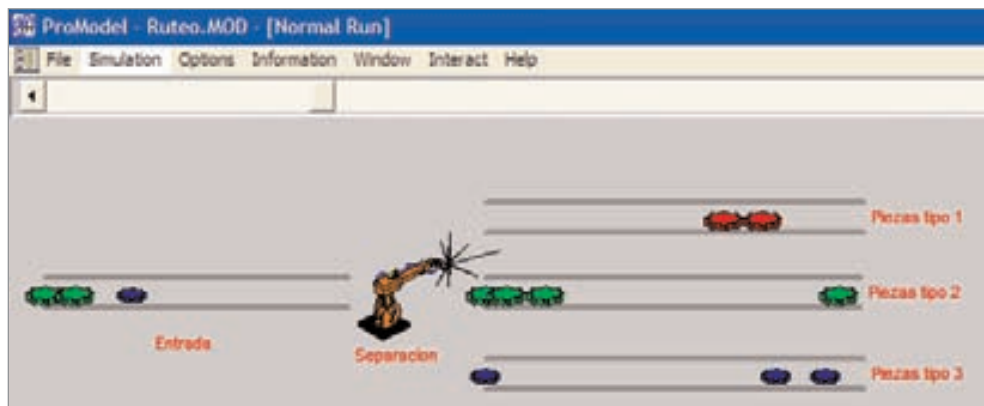 ProModel - Ruteo.MOD - [Normal Run]
File Simulation Options Information Window Interact Help
Piezas tipo 1
Piezas tipo 2
Entrada
Separacion
Piezas tipo 3